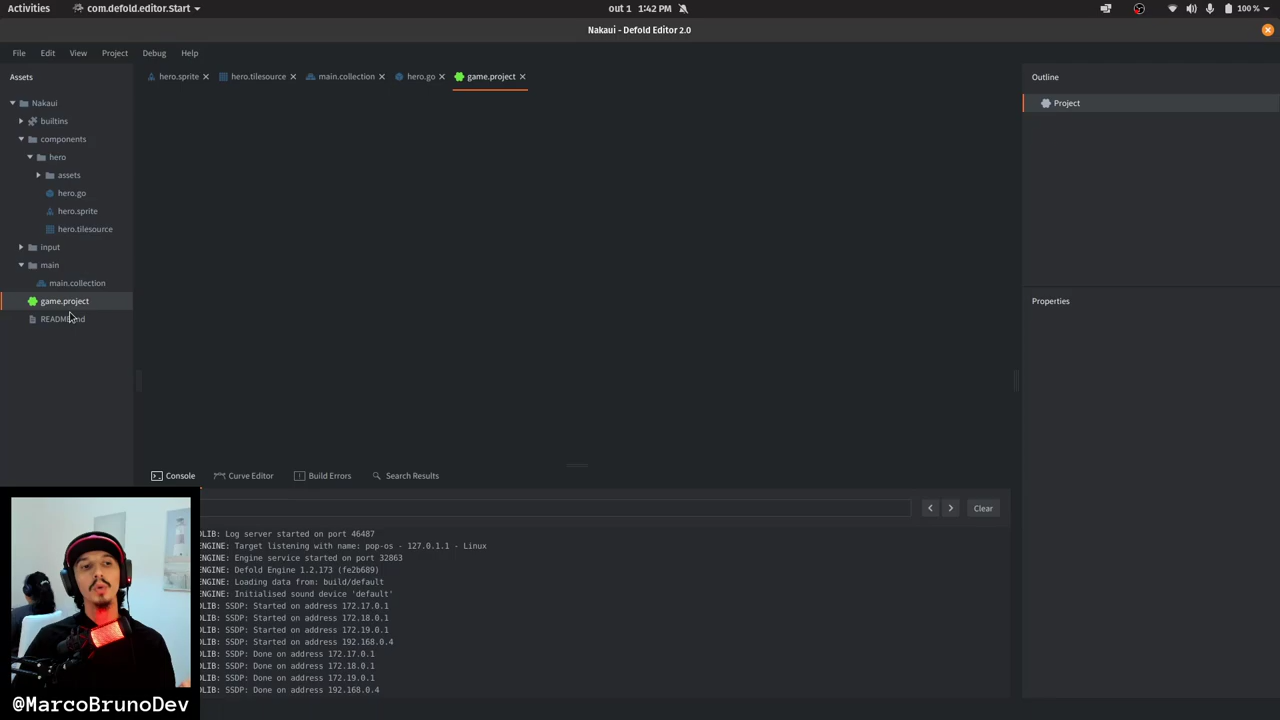 Activities
com.defold.editor.Start
out 1 1:42 PM
100 %
Nakaui - Defold Editor 2.0
File Edit View Project Debug Help
Assets
hero.sprite hero.tilesource main.collection hero.go game.project
Outline
Nakaui
Project
builtins
components
hero
assets
hero.go
hero.sprite
hero.tilesource
input
main
main.collection
game.project
Properties
Console Curve Editor Build Errors Search Results
Clear
DLIB: Log server started on port 46487
ENGINE: Target listening with name: pop-os - 127.0.1.1 - Linux
ENGINE: Engine service started on port 32863
ENGINE: Defold Engine 1.2.173 (fe2b689)
ENGINE: Loading data from: build/default
ENGINE: Initialised sound device 'default'
DLIB: SSDP: Started on address 172.17.0.1
DLIB: SSDP: Started on address 172.18.0.1
DLIB: SSDP: Started on address 172.19.0.1
DLIB: SSDP: Started on address 192.168.0.4
DLIB: SSDP: Done on address 172.17.0.1
DLIB: SSDP: Done on address 172.18.0.1
DLIB: SSDP: Done on address 172.19.0.1
DLIB: SSDP: Done on address 192.168.0.4
@MarcoBrunoDev